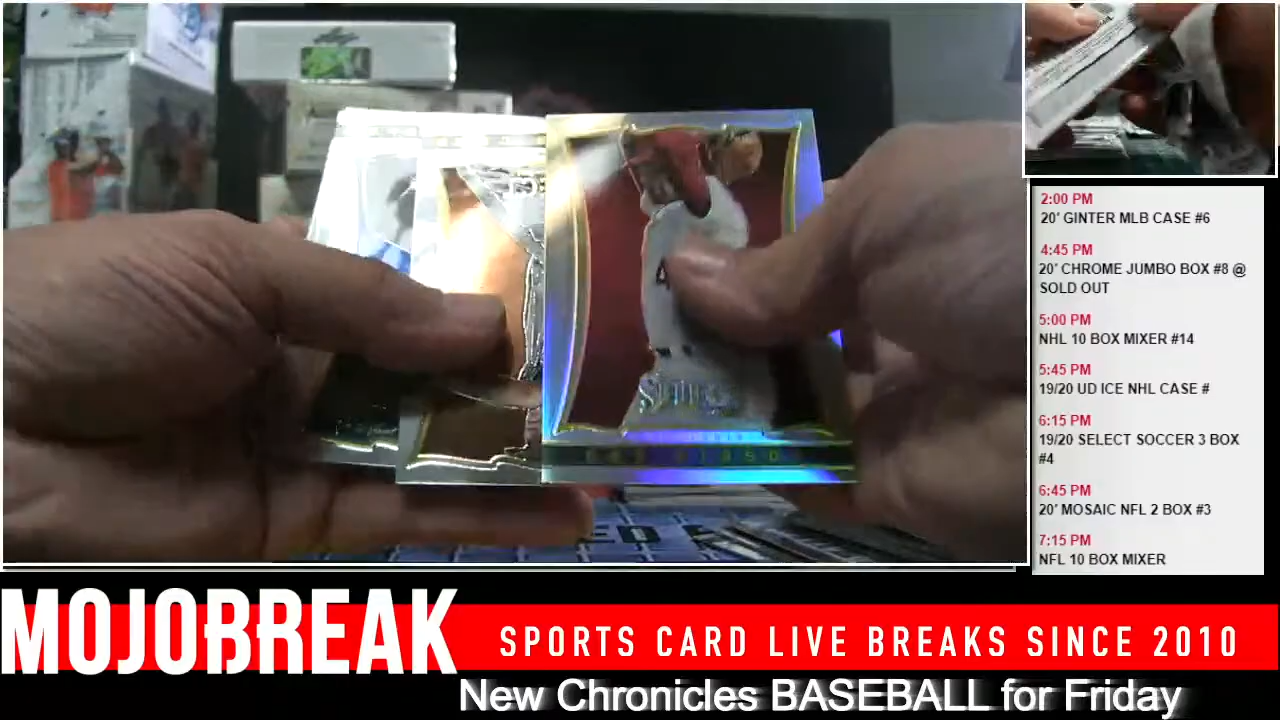 2:00 PM
20' GINTER MLB CASE #6
4:45 PM
20' CHROME JUMBO BOX #8 @
SOLD OUT
5:00 PM
NHL 10 BOX MIXER #14
5:45 PM
19/20 UD ICE NHL CASE #
6:15 PM
19/20 SELECT SOCCER 3 BOX
#4
6:45 PM
20' MOSAIC NFL 2 BOX #3
7:15 PM
NFL 10 BOX MIXER
MOJOBREAK
SPORTS CARD LIVE BREAKS SINCE 2010
New Chronicles BASEBALL for Friday